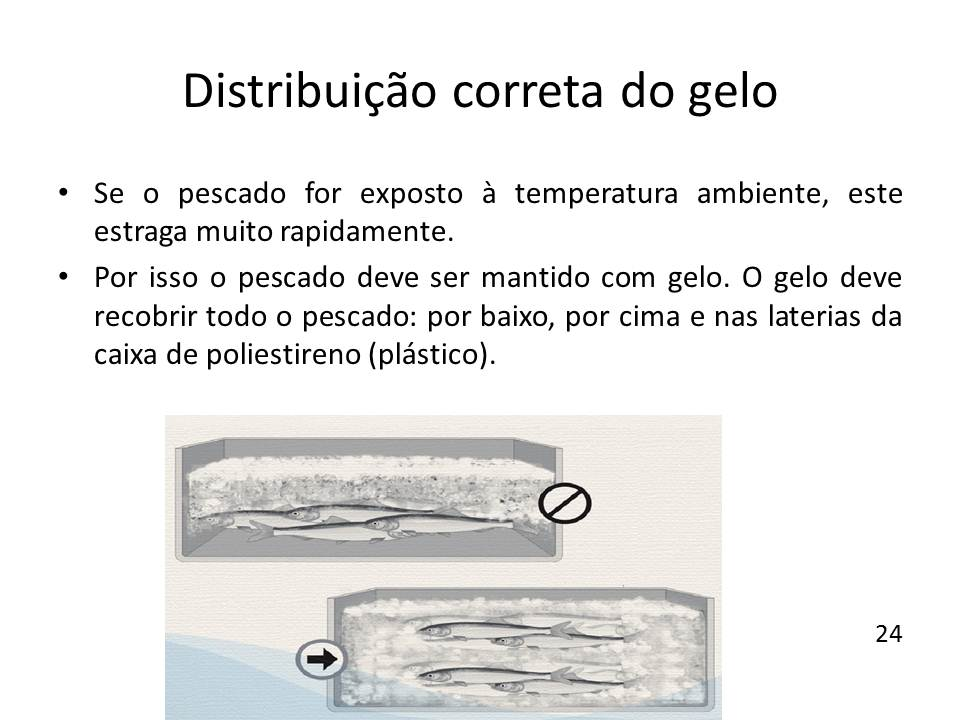 Distribuição correta do gelo
• Se o pescado for exposto à temperatura ambiente, este
estraga muito rapidamente.
• Por isso o pescado deve ser mantido com gelo. O gelo deve
recobrir todo o pescado: por baixo, por cima e nas laterias da
caixa de poliestireno (plástico).
24